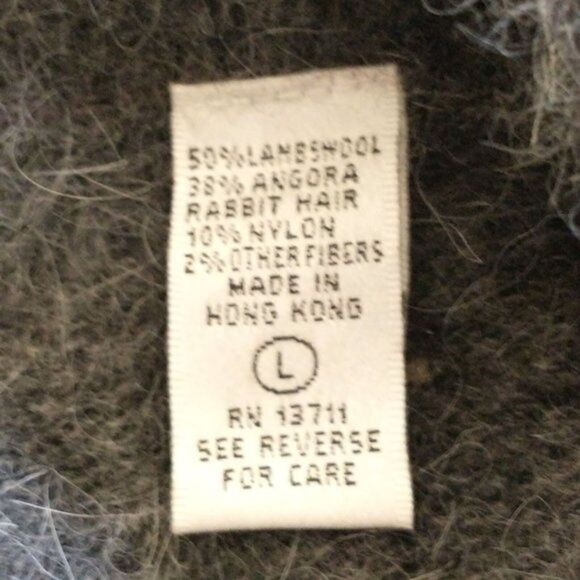 50% LAMBSWOOL
38% ANGORA
RABBIT HAIR
10% NYLON
2% OTHER FIBERS
MADE IN
HONG KONG
L
RN 13711
SEE REVERSE
FOR CARE